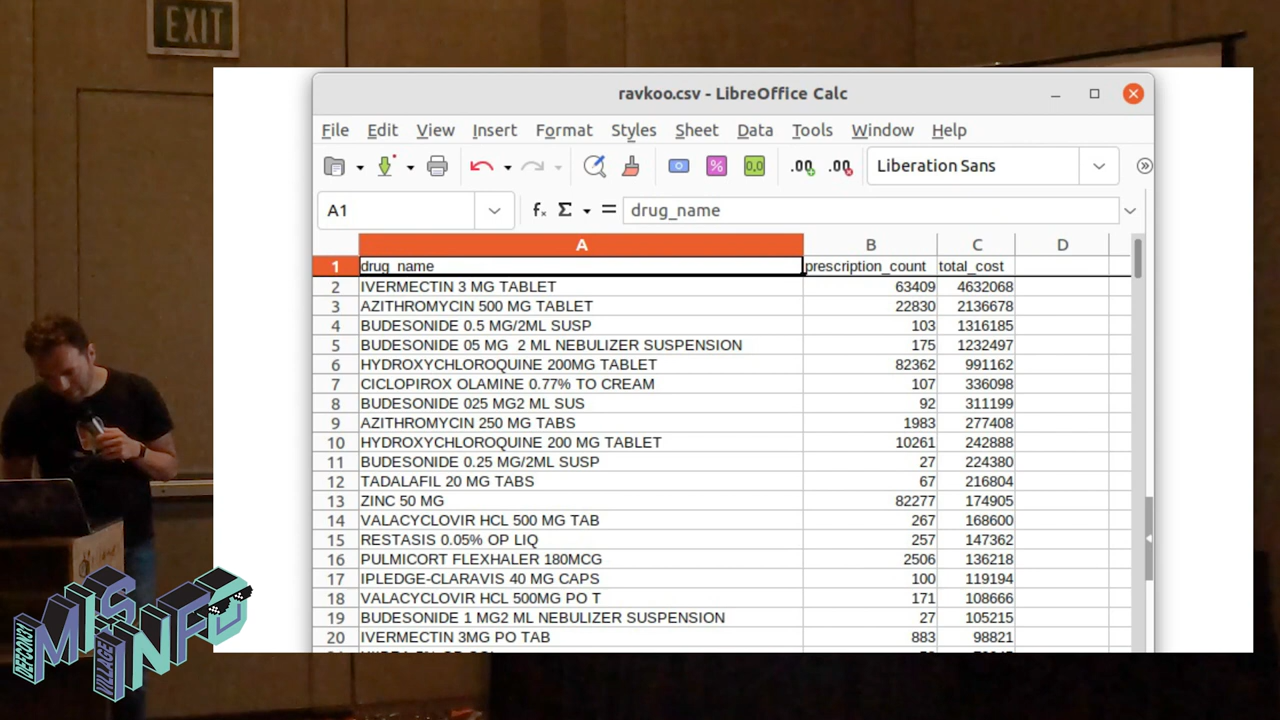 EXIT
ravkoo.csv - LibreOffice Calc
File Edit View Insert Format Styles Sheet Data Tools Window Help
.00 .00 Liberation Sans
A1 drug_name
A B C D
1 drug_name prescription_count total_cost
2 IVERMECTIN 3 MG TABLET 63409 4632068
3 AZITHROMYCIN 500 MG TABLET 22830 2136678
4 BUDESONIDE 0.5 MG/2ML SUSP 103 1316185
5 BUDESONIDE 05 MG  2 ML NEBULIZER SUSPENSION 175 1232497
6 HYDROXYCHLOROQUINE 200MG TABLET 82362 991162
7 CICLOPIROX OLAMINE 0.77% TO CREAM 107 336098
8 BUDESONIDE 025 MG2 ML SUS 92 311199
9 AZITHROMYCIN 250 MG TABS 1983 277408
10 HYDROXYCHLOROQUINE 200 MG TABLET 10261 242888
11 BUDESONIDE 0.25 MG/2ML SUSP 27 224380
12 TADALAFIL 20 MG TABS 67 216804
13 ZINC 50 MG 82277 174905
14 VALACYCLOVIR HCL 500 MG TAB 267 168600
15 RESTASIS 0.05% OP LIQ 257 147362
16 PULMICORT FLEXHALER 180MCG 2506 136218
17 IPLEDGE-CLARAVIS 40 MG CAPS 100 119194
18 VALACYCLOVIR HCL 500MG PO T 171 108666
19 BUDESONIDE 1 MG2 ML NEBULIZER SUSPENSION 27 105215
20 IVERMECTIN 3MG PO TAB 883 98821
DEFCON31
MISINFO
VILLAGE